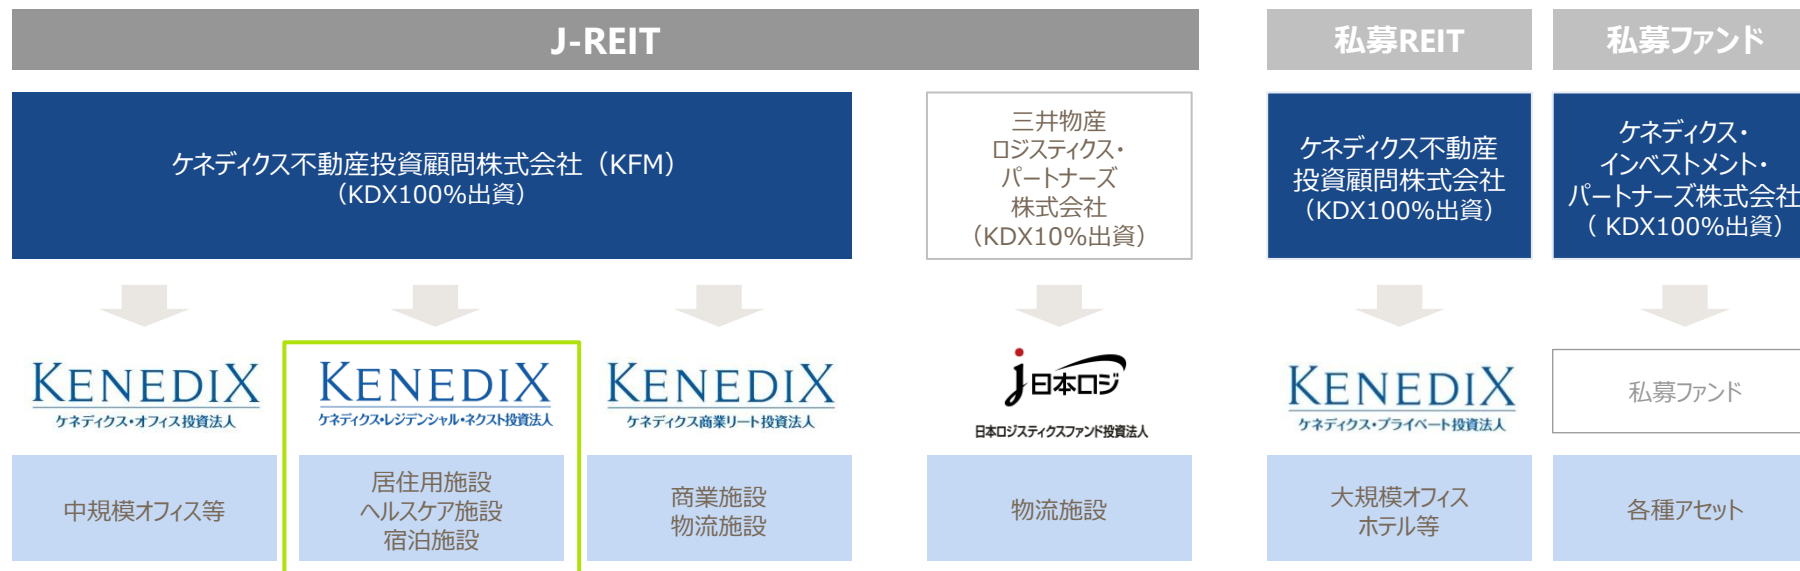 J-REIT
私募REIT
私募ファンド
ケネディクス不動産投資顧問株式会社（KFM）
（KDX100%出資）
三井物産
ロジスティクス・
パートナーズ
株式会社
（KDX10%出資）
ケネディクス不動産
投資顧問株式会社
（KDX100%出資）
ケネディクス・
インベストメント・
パートナーズ株式会社
（ KDX100%出資）
KENEDIX
ケネディクス・オフィス投資法人
KENEDIX
ケネディクス・レジデンシャル・ネクスト投資法人
KENEDIX
ケネディクス商業リート投資法人
j日本ロジ
日本ロジスティクスファンド投資法人
KENEDIX
ケネディクス・プライベート投資法人
私募ファンド
中規模オフィス等
居住用施設
ヘルスケア施設
宿泊施設
商業施設
物流施設
物流施設
大規模オフィス
ホテル等
各種アセット